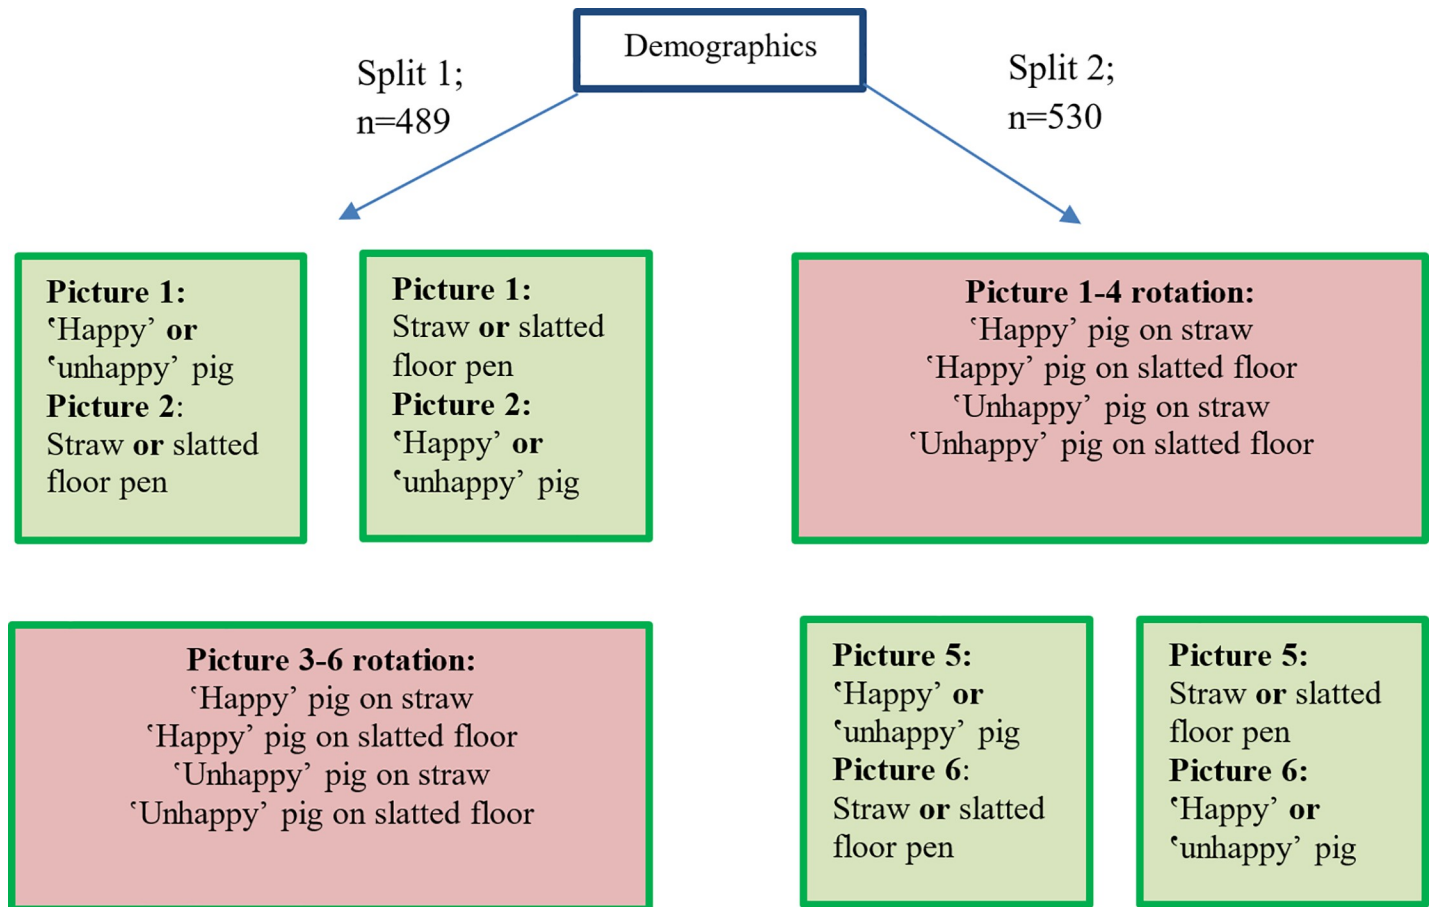 Demographics
Split 1;
n=489
Split 2;
n=530
Picture 1:
‛Happy’ or
‛unhappy’ pig
Picture 2:
Straw or slatted
floor pen
Picture 1:
Straw or slatted
floor pen
Picture 2:
‛Happy’ or
‛unhappy’ pig
Picture 1-4 rotation:
‛Happy’ pig on straw
‛Happy’ pig on slatted floor
‛Unhappy’ pig on straw
‛Unhappy’ pig on slatted floor
Picture 3-6 rotation:
‛Happy’ pig on straw
‛Happy’ pig on slatted floor
‛Unhappy’ pig on straw
‛Unhappy’ pig on slatted floor
Picture 5:
‛Happy’ or
‛unhappy’ pig
Picture 6:
Straw or slatted
floor pen
Picture 5:
Straw or slatted
floor pen
Picture 6:
‛Happy’ or
‛unhappy’ pig